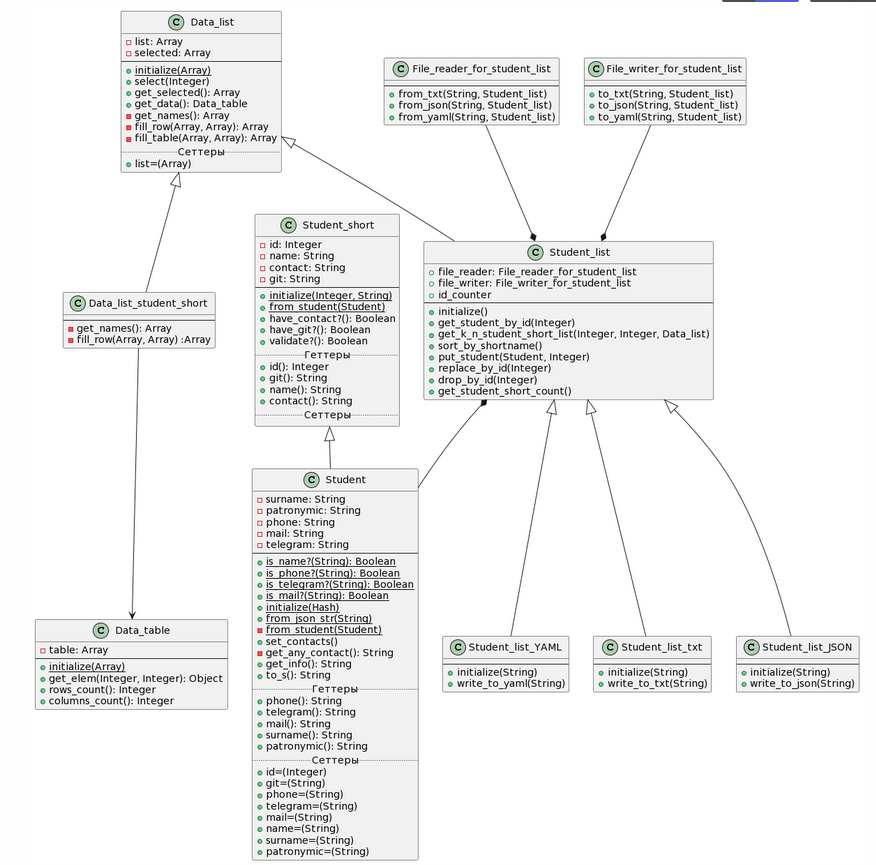 C Data_list
list: Array
selected: Array
initialize(Array)
select(Integer)
get_selected(): Array
get_data(): Data_table
get_names(): Array
fill_row(Array, Array): Array
fill_table(Array, Array): Array
Сеттеры
list=(Array)
C File_reader_for_student_list
from_txt(String, Student_list)
from_json(String, Student_list)
from_yaml(String, Student_list)
C File_writer_for_student_list
to_txt(String, Student_list)
to_json(String, Student_list)
to_yaml(String, Student_list)
C Student_short
id: Integer
name: String
contact: String
git: String
initialize(Integer, String)
from_student(Student)
have_contact?(): Boolean
have_git?(): Boolean
validate?(): Boolean
Геттеры
id(): Integer
git(): String
name(): String
contact(): String
Сеттеры
C Student_list
file_reader: File_reader_for_student_list
file_writer: File_writer_for_student_list
id_counter
initialize()
get_student_by_id(Integer)
get_k_n_student_short_list(Integer, Integer, Data_list)
sort_by_shortname()
put_student(Student, Integer)
replace_by_id(Integer)
drop_by_id(Integer)
get_student_short_count()
C Data_list_student_short
get_names(): Array
fill_row(Array, Array) :Array
C Student
surname: String
patronymic: String
phone: String
mail: String
telegram: String
is_name?(String): Boolean
is_phone?(String): Boolean
is_telegram?(String): Boolean
is_mail?(String): Boolean
initialize(Hash)
from_json_str(String)
from_student(Student)
set_contacts()
get_any_contact(): String
get_info(): String
to_s(): String
Геттеры
phone(): String
telegram(): String
mail(): String
surname(): String
patronymic(): String
Сеттеры
id=(Integer)
git=(String)
phone=(String)
telegram=(String)
mail=(String)
name=(String)
surname=(String)
patronymic=(String)
C Data_table
table: Array
initialize(Array)
get_elem(Integer, Integer): Object
rows_count(): Integer
columns_count(): Integer
C Student_list_YAML
initialize(String)
write_to_yaml(String)
C Student_list_txt
initialize(String)
write_to_txt(String)
C Student_list_JSON
initialize(String)
write_to_json(String)